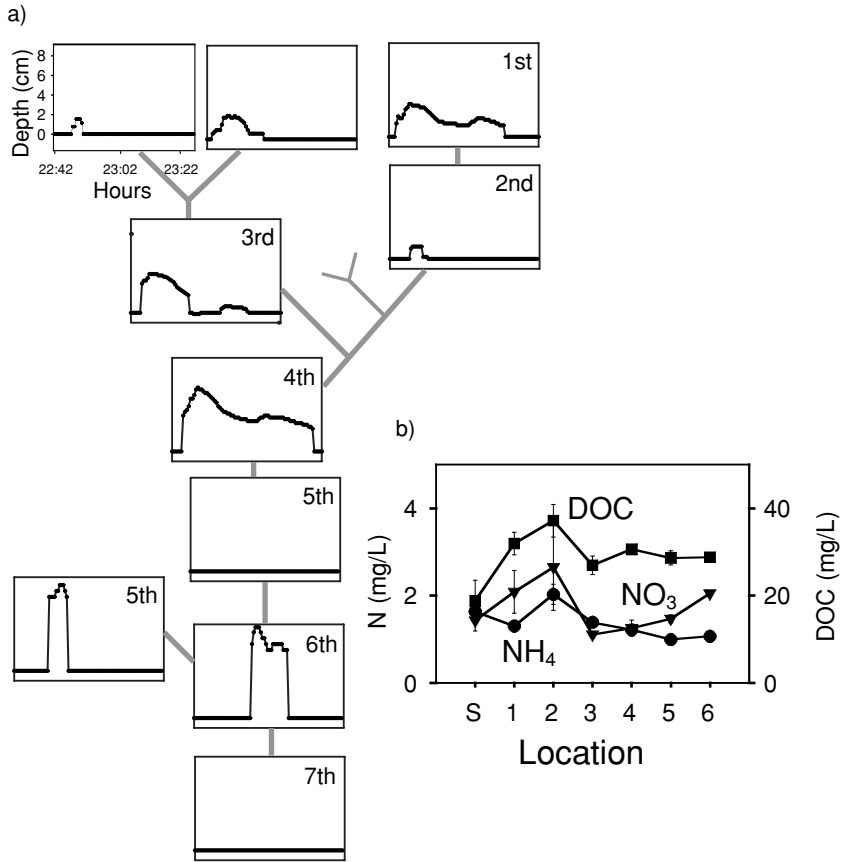 a)
Depth (cm)
8
6
4
2
0
22:42 23:02 23:22
Hours
1st
2nd
3rd
4th
5th
5th
6th
7th
b)
N (mg/L)
4
2
0
DOC
NO3
NH4
40
20
0
DOC (mg/L)
S 1 2 3 4 5 6
Location